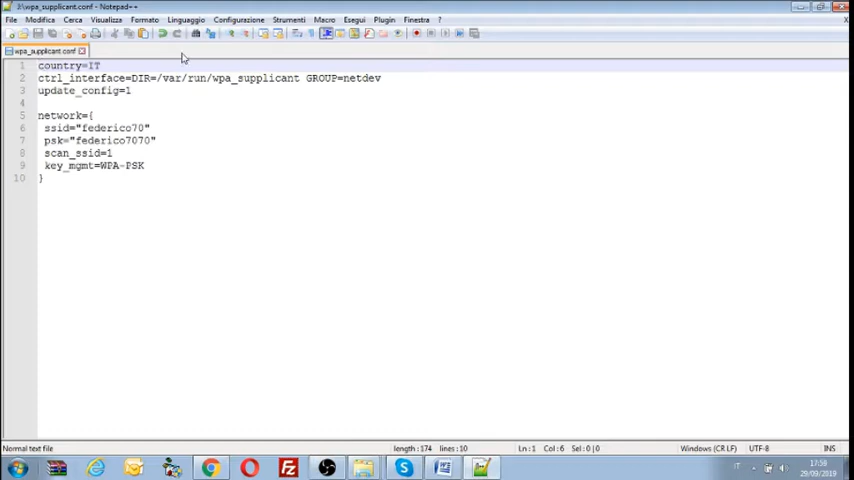 J:\wpa_supplicant.conf - Notepad++
File Modifica Cerca Visualizza Formato Linguaggio Configurazione Strumenti Macro Esegui Plugin Finestra ? X
wpa_supplicant.conf
1 country=IT
2 ctrl_interface=DIR=/var/run/wpa_supplicant GROUP=netdev
3 update_config=1
4
5 network={
6 ssid="federico70"
7 psk="federico7070"
8 scan_ssid=1
9 key_mgmt=WPA-PSK
10 }
Normal text file length : 174 lines : 10 Ln : 1 Col : 6 Sel : 0 | 0 Windows (CR LF) UTF-8 INS
IT 17:59
29/09/2019